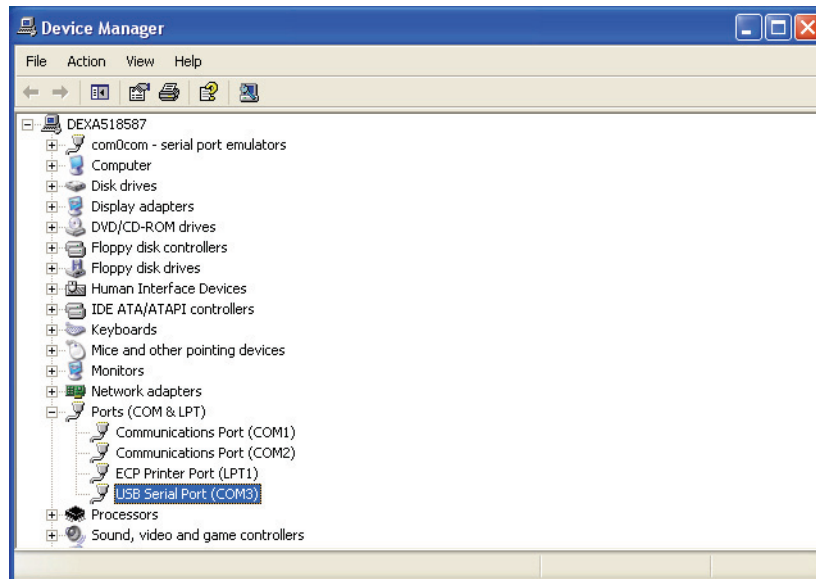 Device Manager
File Action View Help
DEXA518587
com0com - serial port emulators
Computer
Disk drives
Display adapters
DVD/CD-ROM drives
Floppy disk controllers
Floppy disk drives
Human Interface Devices
IDE ATA/ATAPI controllers
Keyboards
Mice and other pointing devices
Monitors
Network adapters
Ports (COM & LPT)
Communications Port (COM1)
Communications Port (COM2)
ECP Printer Port (LPT1)
USB Serial Port (COM3)
Processors
Sound, video and game controllers